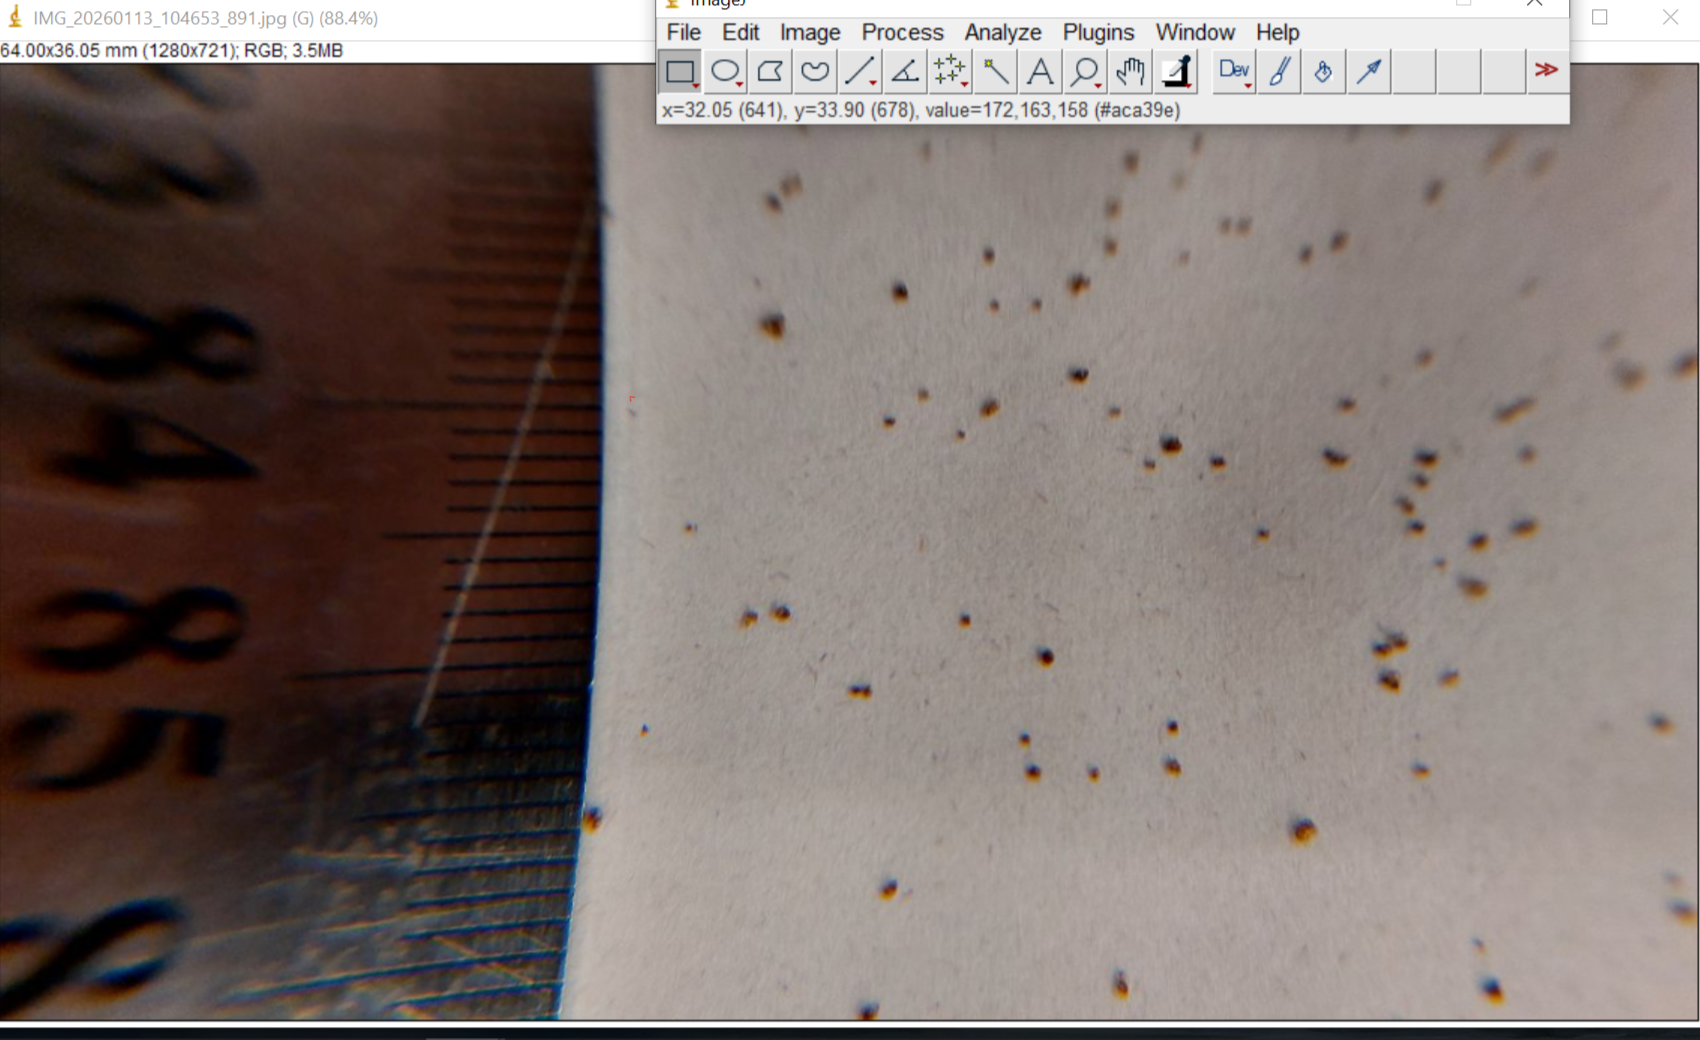 IMG_20260113_104653_891.jpg (G) (88.4%)
64.00x36.05 mm (1280x721); RGB; 3.5MB
File Edit Image Process Analyze Plugins Window Help
Dev
x=32.05 (641), y=33.90 (678), value=172,163,158 (#aca39e)
84
85